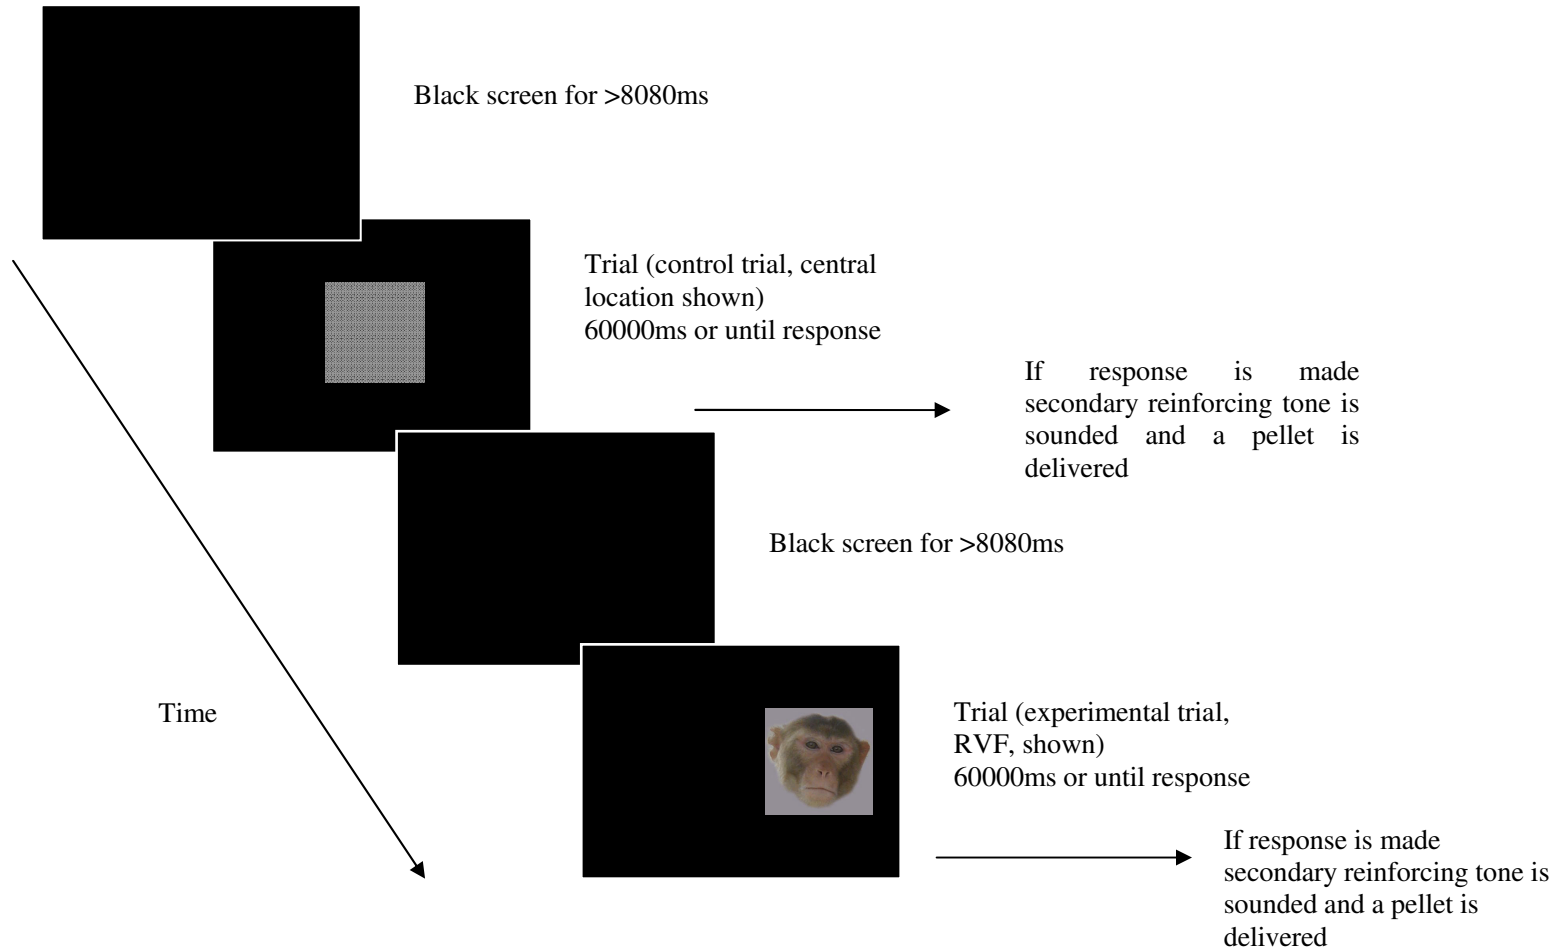 Black screen for >8080ms
Trial (control trial, central
location shown)
60000ms or until response
If response is made
secondary reinforcing tone is
sounded and a pellet is
delivered
Black screen for >8080ms
Time
Trial (experimental trial,
RVF, shown)
60000ms or until response
If response is made
secondary reinforcing tone is
sounded and a pellet is
delivered